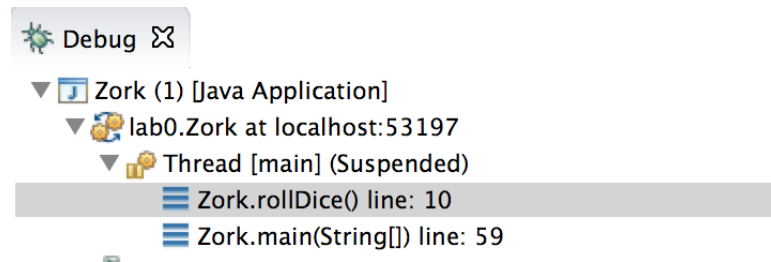 Debug
Zork (1) [Java Application]
lab0.Zork at localhost:53197
Thread [main] (Suspended)
Zork.rollDice() line: 10
Zork.main(String[]) line: 59